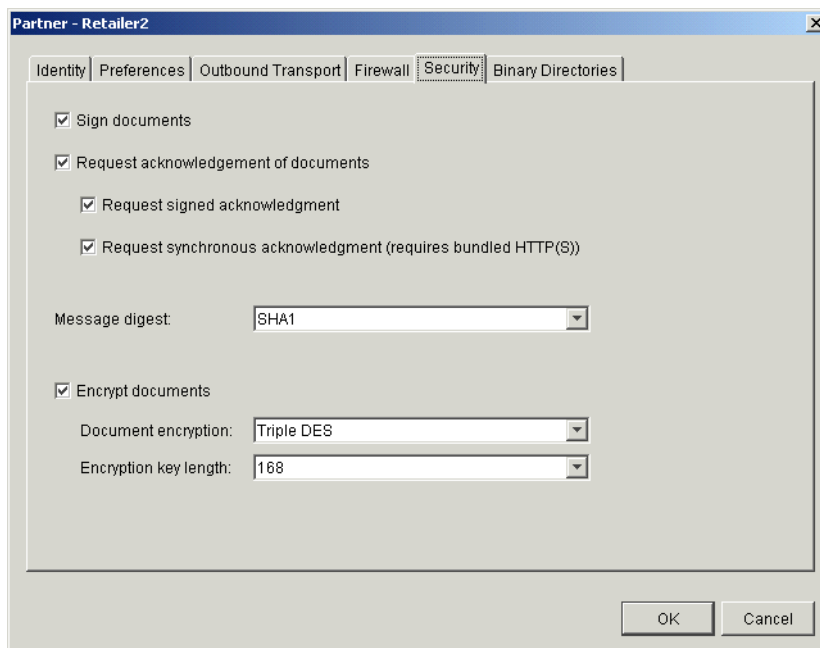 Partner - Retailer2
Identity Preferences Outbound Transport Firewall Security Binary Directories
Sign documents
Request acknowledgement of documents
Request signed acknowledgment
Request synchronous acknowledgment (requires bundled HTTP(S))
Message digest: SHA1
Encrypt documents
Document encryption: Triple DES
Encryption key length: 168
OK Cancel